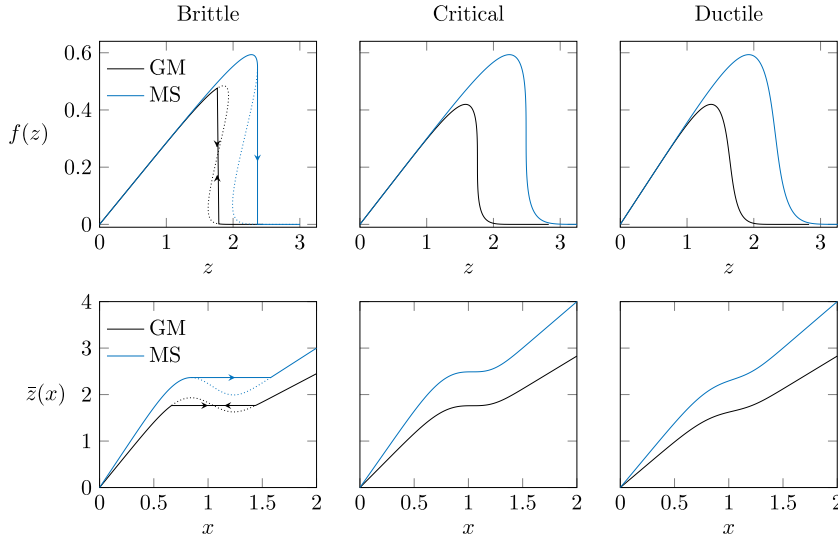 Brittle Critical Ductile
0.6
GM
MS
0.4
f(z)
0.2
0
0 1 2 3 0 1 2 3 0 1 2 3
z z z
4
GM
MS
3
z̄(x)
2
1
0
0 0.5 1 1.5 2 0 0.5 1 1.5 2 0 0.5 1 1.5 2
x x x